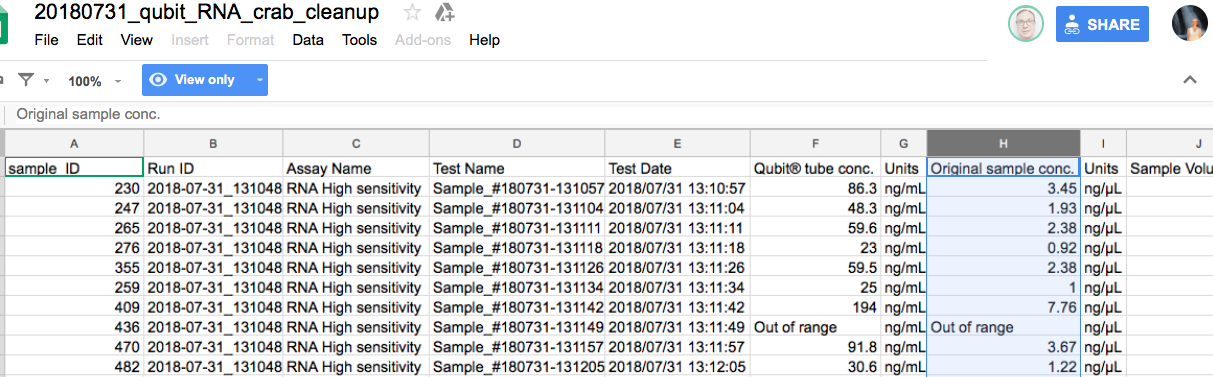 20180731_qubit_RNA_crab_cleanup
File Edit View Insert Format Data Tools Add-ons Help
SHARE
100% View only
Original sample conc.
A B C D E F G H I J
sample_ID Run ID Assay Name Test Name Test Date Qubit® tube conc. Units Original sample conc. Units Sample Volu
230 2018-07-31_131048 RNA High sensitivity Sample_#180731-131057 2018/07/31 13:10:57 86.3 ng/mL 3.45 ng/µL
247 2018-07-31_131048 RNA High sensitivity Sample_#180731-131104 2018/07/31 13:11:04 48.3 ng/mL 1.93 ng/µL
265 2018-07-31_131048 RNA High sensitivity Sample_#180731-131111 2018/07/31 13:11:11 59.6 ng/mL 2.38 ng/µL
276 2018-07-31_131048 RNA High sensitivity Sample_#180731-131118 2018/07/31 13:11:18 23 ng/mL 0.92 ng/µL
355 2018-07-31_131048 RNA High sensitivity Sample_#180731-131126 2018/07/31 13:11:26 59.5 ng/mL 2.38 ng/µL
259 2018-07-31_131048 RNA High sensitivity Sample_#180731-131134 2018/07/31 13:11:34 25 ng/mL 1 ng/µL
409 2018-07-31_131048 RNA High sensitivity Sample_#180731-131142 2018/07/31 13:11:42 194 ng/mL 7.76 ng/µL
436 2018-07-31_131048 RNA High sensitivity Sample_#180731-131149 2018/07/31 13:11:49 Out of range ng/mL Out of range ng/µL
470 2018-07-31_131048 RNA High sensitivity Sample_#180731-131157 2018/07/31 13:11:57 91.8 ng/mL 3.67 ng/µL
482 2018-07-31_131048 RNA High sensitivity Sample_#180731-131205 2018/07/31 13:12:05 30.6 ng/mL 1.22 ng/µL